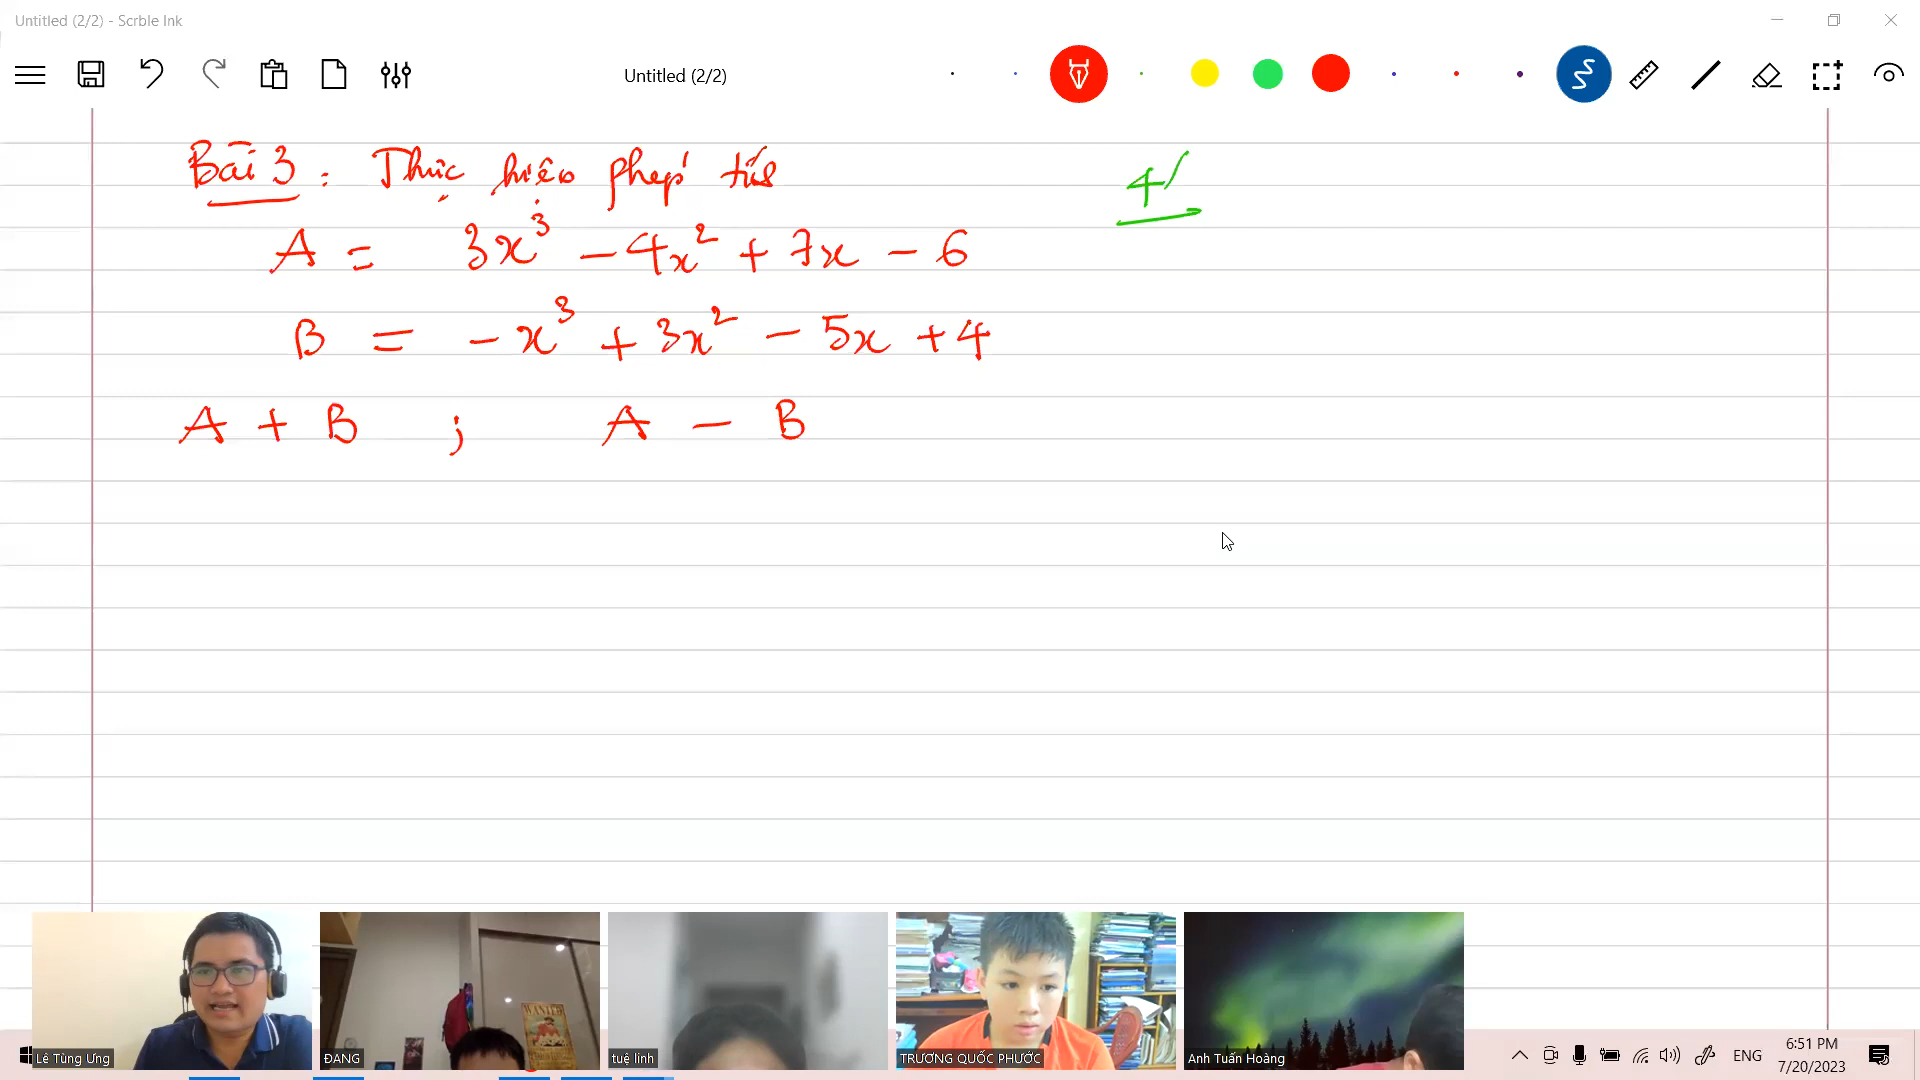 Untitled (2/2) - Scrble Ink
Untitled (2/2)
Bài 3 : Thực hiện phép tính
4'
A = 3x³ - 4x² + 7x - 6
B = -x³ + 3x² - 5x + 4
A + B ; A - B
WANTED
Lê Tùng Ưng
ĐANG
tuệ linh
TRƯƠNG QUỐC PHƯỚC
Anh Tuấn Hoàng
ENG
6:51 PM
7/20/2023